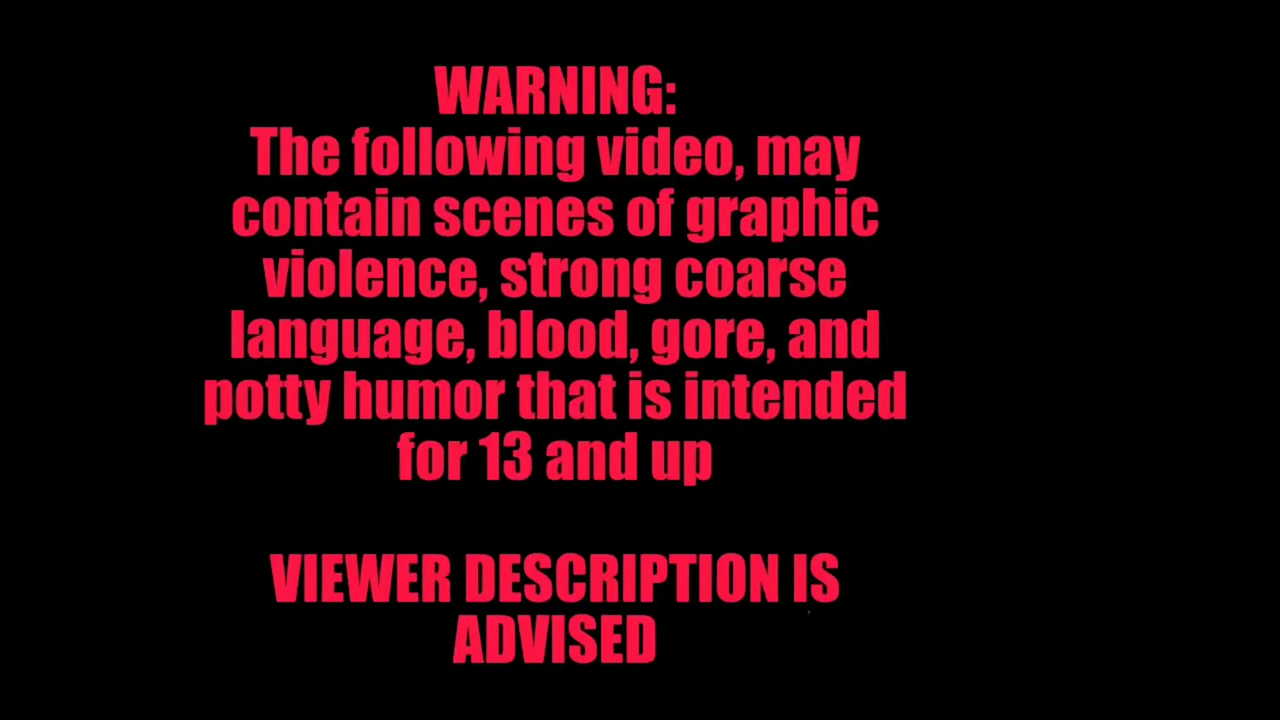 WARNING:
The following video, may
contain scenes of graphic
violence, strong coarse
language, blood, gore, and
potty humor that is intended
for 13 and up
VIEWER DESCRIPTION IS
ADVISED